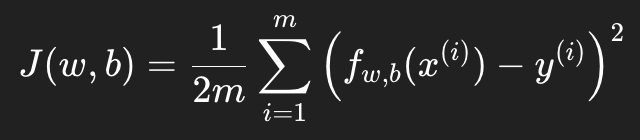 J(w, b) = \frac{1}{2m} \sum_{i=1}^{m} \left( f_{w,b}(x^{(i)}) - y^{(i)} \right)^2